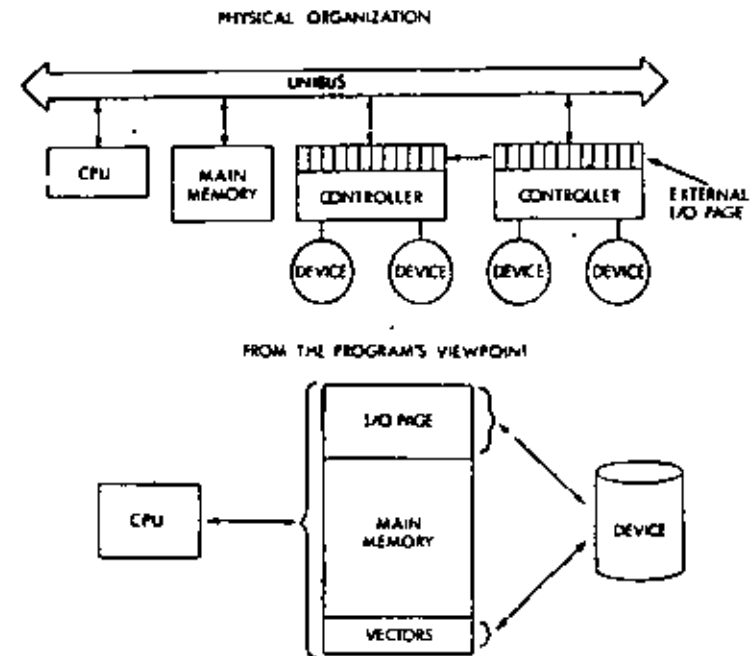 PHYSICAL ORGANIZATION
UNIBUS
CPU
MAIN
MEMORY
CONTROLLER
CONTROLLER
EXTERNAL
I/O PAGE
DEVICE
DEVICE
DEVICE
DEVICE
FROM THE PROGRAM'S VIEWPOINT
I/O PAGE
CPU
MAIN
MEMORY
DEVICE
VECTORS